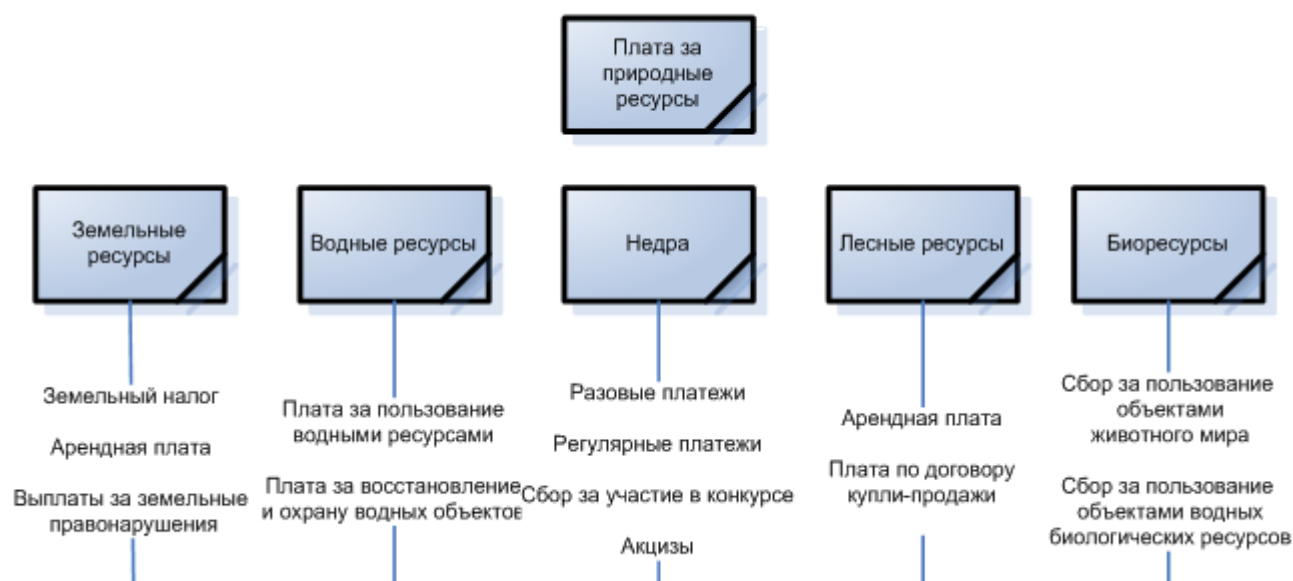 Плата за
природные
ресурсы
Земельные
ресурсы
Водные ресурсы
Недра
Лесные ресурсы
Биоресурсы
Земельный налог
Арендная плата
Выплаты за земельные
правонарушения
Плата за пользование
водными ресурсами
Плата за восстановление
и охрану водных объектов
Разовые платежи
Регулярные платежи
Сбор за участие в конкурсе
Акцизы
Арендная плата
Плата по договору
купли-продажи
Сбор за пользование
объектами
животного мира
Сбор за пользование
объектами водных
биологических ресурсов